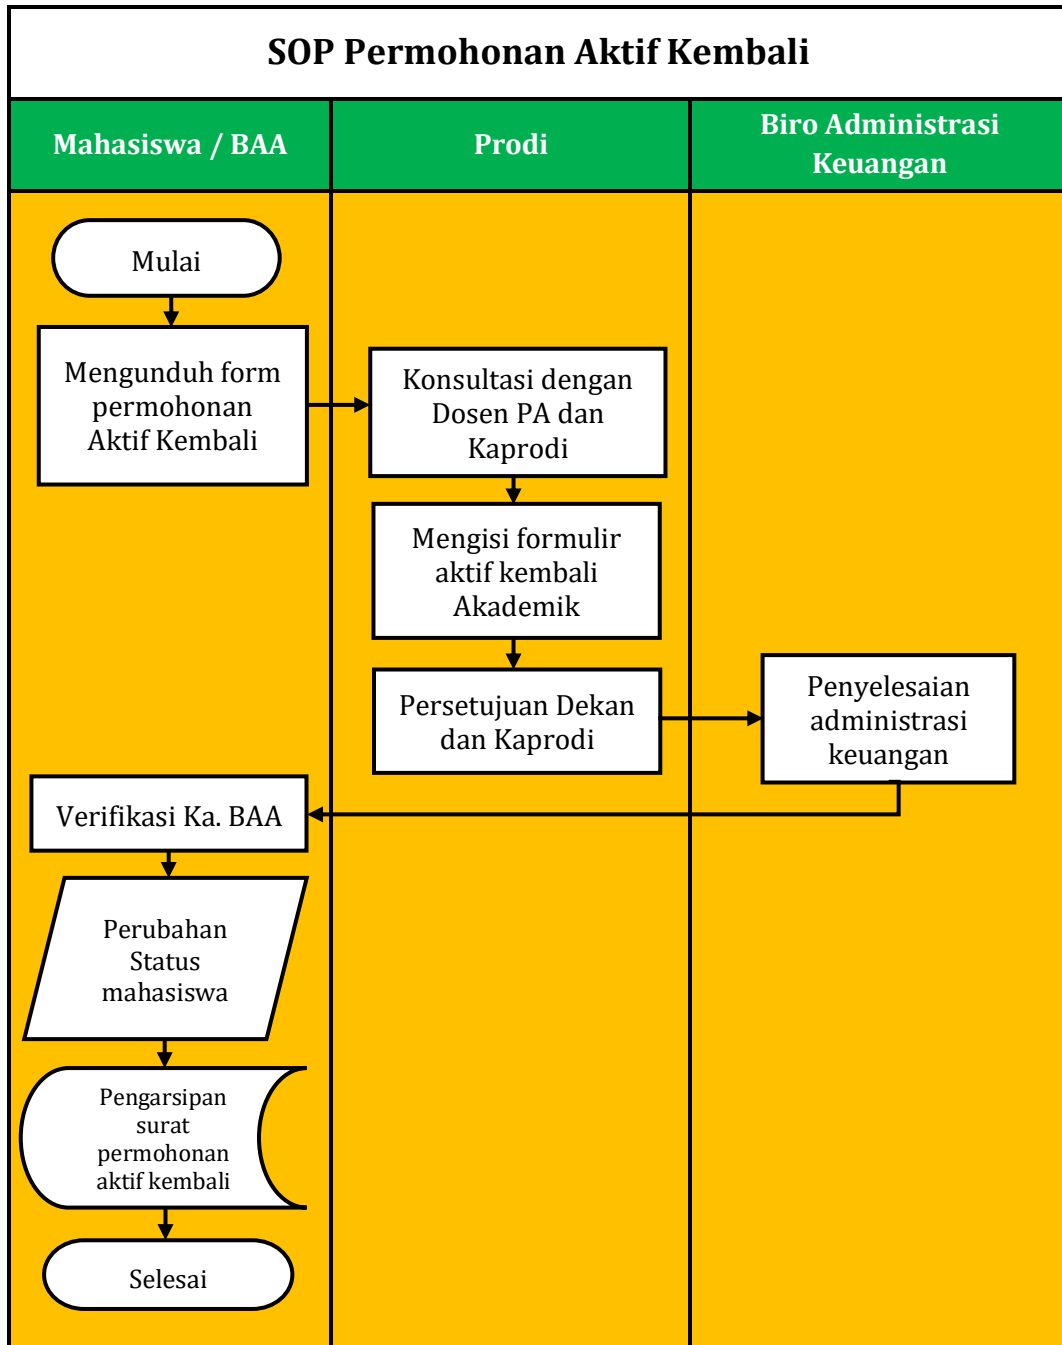 SOP Permohonan Aktif Kembali
Mahasiswa / BAA
Prodi
Biro Administrasi
Keuangan
Mulai
Mengunduh form
permohonan
Aktif Kembali
Konsultasi dengan
Dosen PA dan
Kaprodi
Mengisi formulir
aktif kembali
Akademik
Persetujuan Dekan
dan Kaprodi
Penyelesaian
administrasi
keuangan
Verifikasi Ka. BAA
Perubahan
Status
mahasiswa
Pengarsipan
surat
permohonan
aktif kembali
Selesai